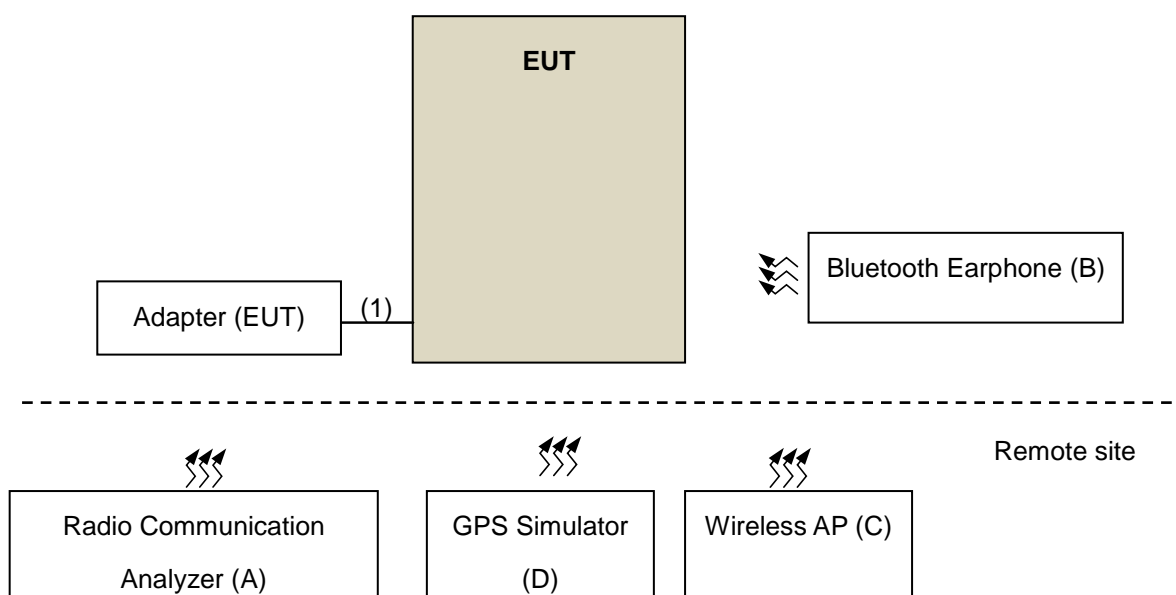 EUT
Bluetooth Earphone (B)
Adapter (EUT)
(1)
Remote site
Radio Communication
Analyzer (A)
GPS Simulator
(D)
Wireless AP (C)